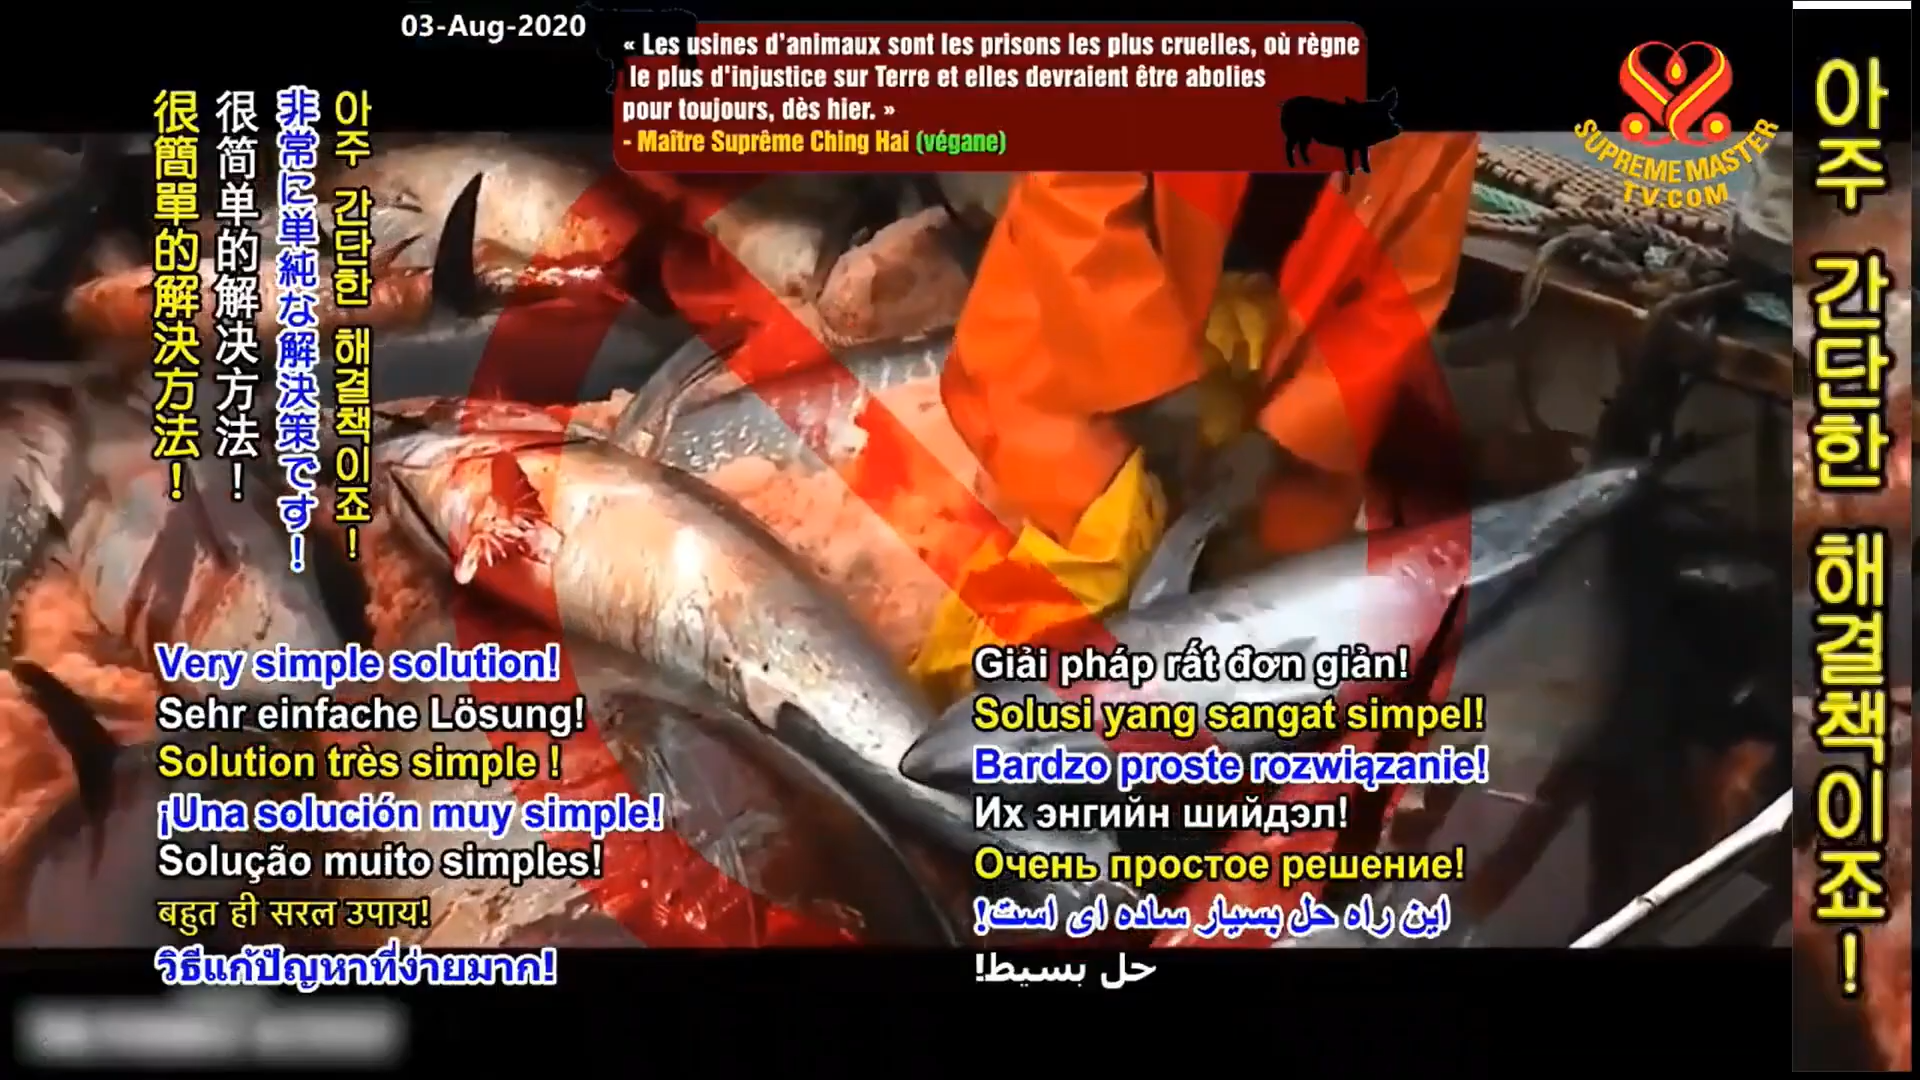 03-Aug-2020
« Les usines d'animaux sont les prisons les plus cruelles, où règne
le plus d'injustice sur Terre et elles devraient être abolies
pour toujours, dès hier. »
- Maître Suprême Ching Hai (végane)
SUPREME MASTER
TV.COM
很簡單的解決方法！
很简单的解决方法！
非常に単純な解決策です！
아주 간단한 해결책이죠！
아주 간단한 해결책이죠！
Very simple solution!
Sehr einfache Lösung!
Solution très simple !
¡Una solución muy simple!
Solução muito simples!
बहुत ही सरल उपाय!
วิธีแก้ปัญหาที่ง่ายมาก!
Giải pháp rất đơn giản!
Solusi yang sangat simpel!
Bardzo proste rozwiązanie!
Их энгийн шийдэл!
Очень простое решение!
این راه حل بسیار ساده ای است!
حل بسيط!